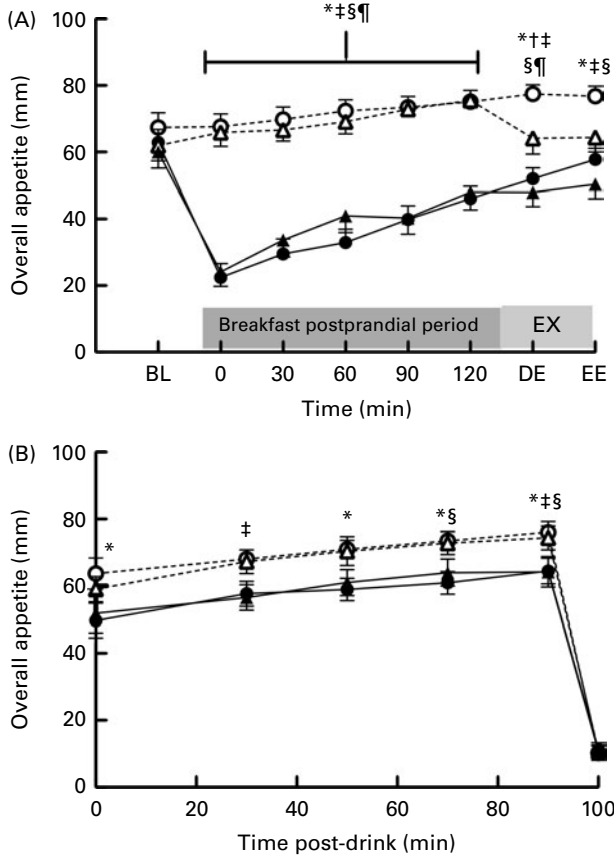 (A)
*‡§¶
*†‡
§¶
*‡§
100
80
60
40
20
0
Overall appetite (mm)
Breakfast postprandial period
EX
BL
0
30
60
90
120
DE
EE
Time (min)
(B)
100
80
60
40
20
0
Overall appetite (mm)
*
‡
*
*§
*‡§
0
20
40
60
80
100
Time post-drink (min)